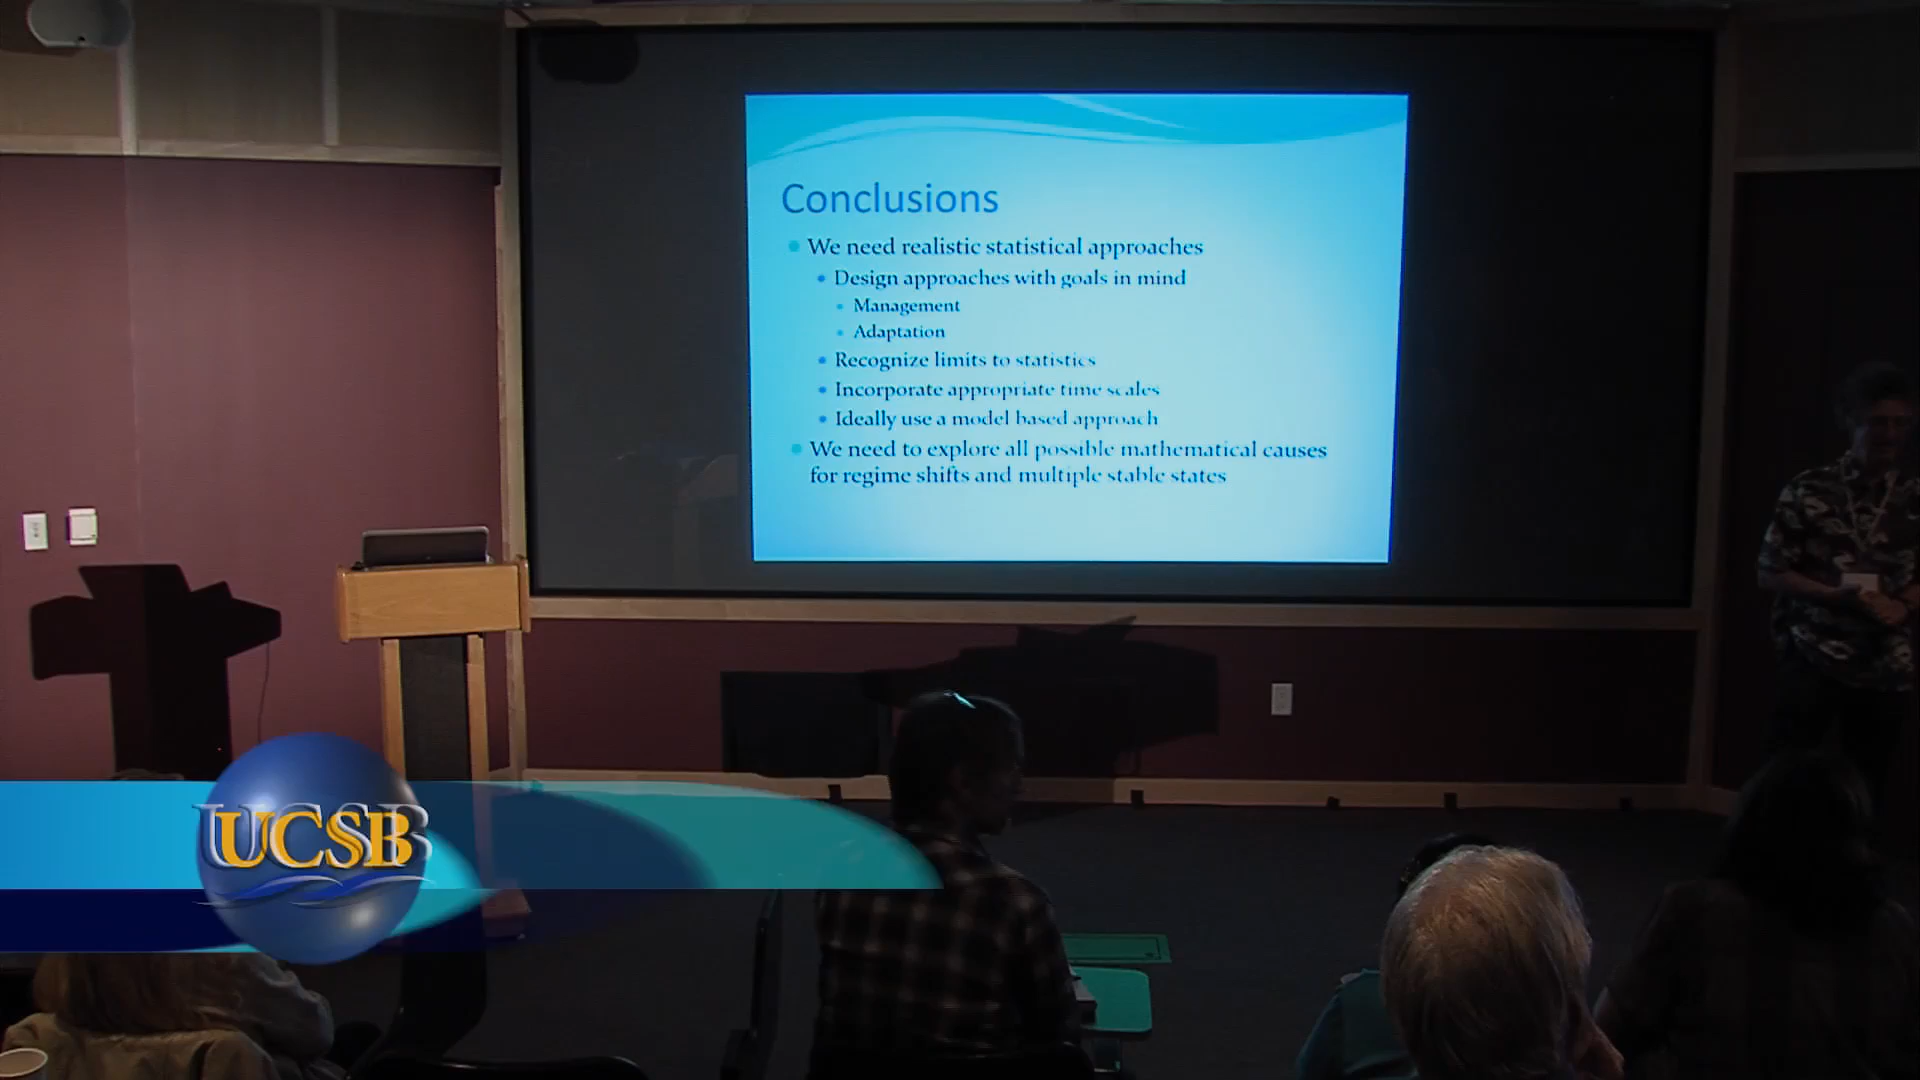 Conclusions
We need realistic statistical approaches
Design approaches with goals in mind
Management
Adaptation
Recognize limits to statistics
Incorporate appropriate time scales
Ideally use a model based approach
We need to explore all possible mathematical causes
for regime shifts and multiple stable states
UCSB